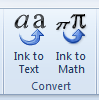 aa ππ
Ink to Ink to
Text Math
Convert